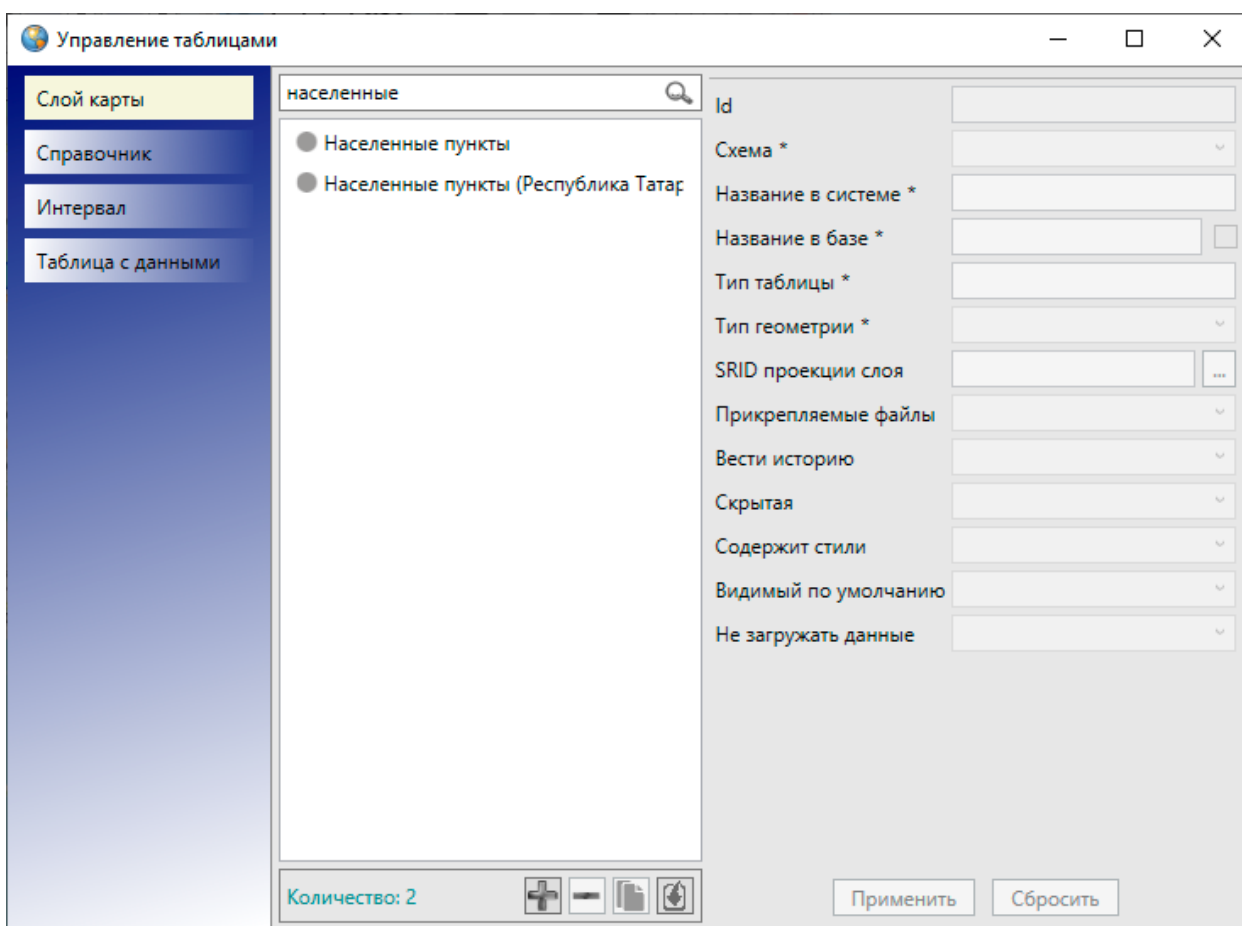 Управление таблицами
Слой карты
Справочник
Интервал
Таблица с данными
населенные
Населенные пункты
Населенные пункты (Республика Татар
Количество: 2
Id
Схема *
Название в системе *
Название в базе *
Тип таблицы *
Тип геометрии *
SRID проекции слоя
...
Прикрепляемые файлы
Вести историю
Скрытая
Содержит стили
Видимый по умолчанию
Не загружать данные
Применить
Сбросить